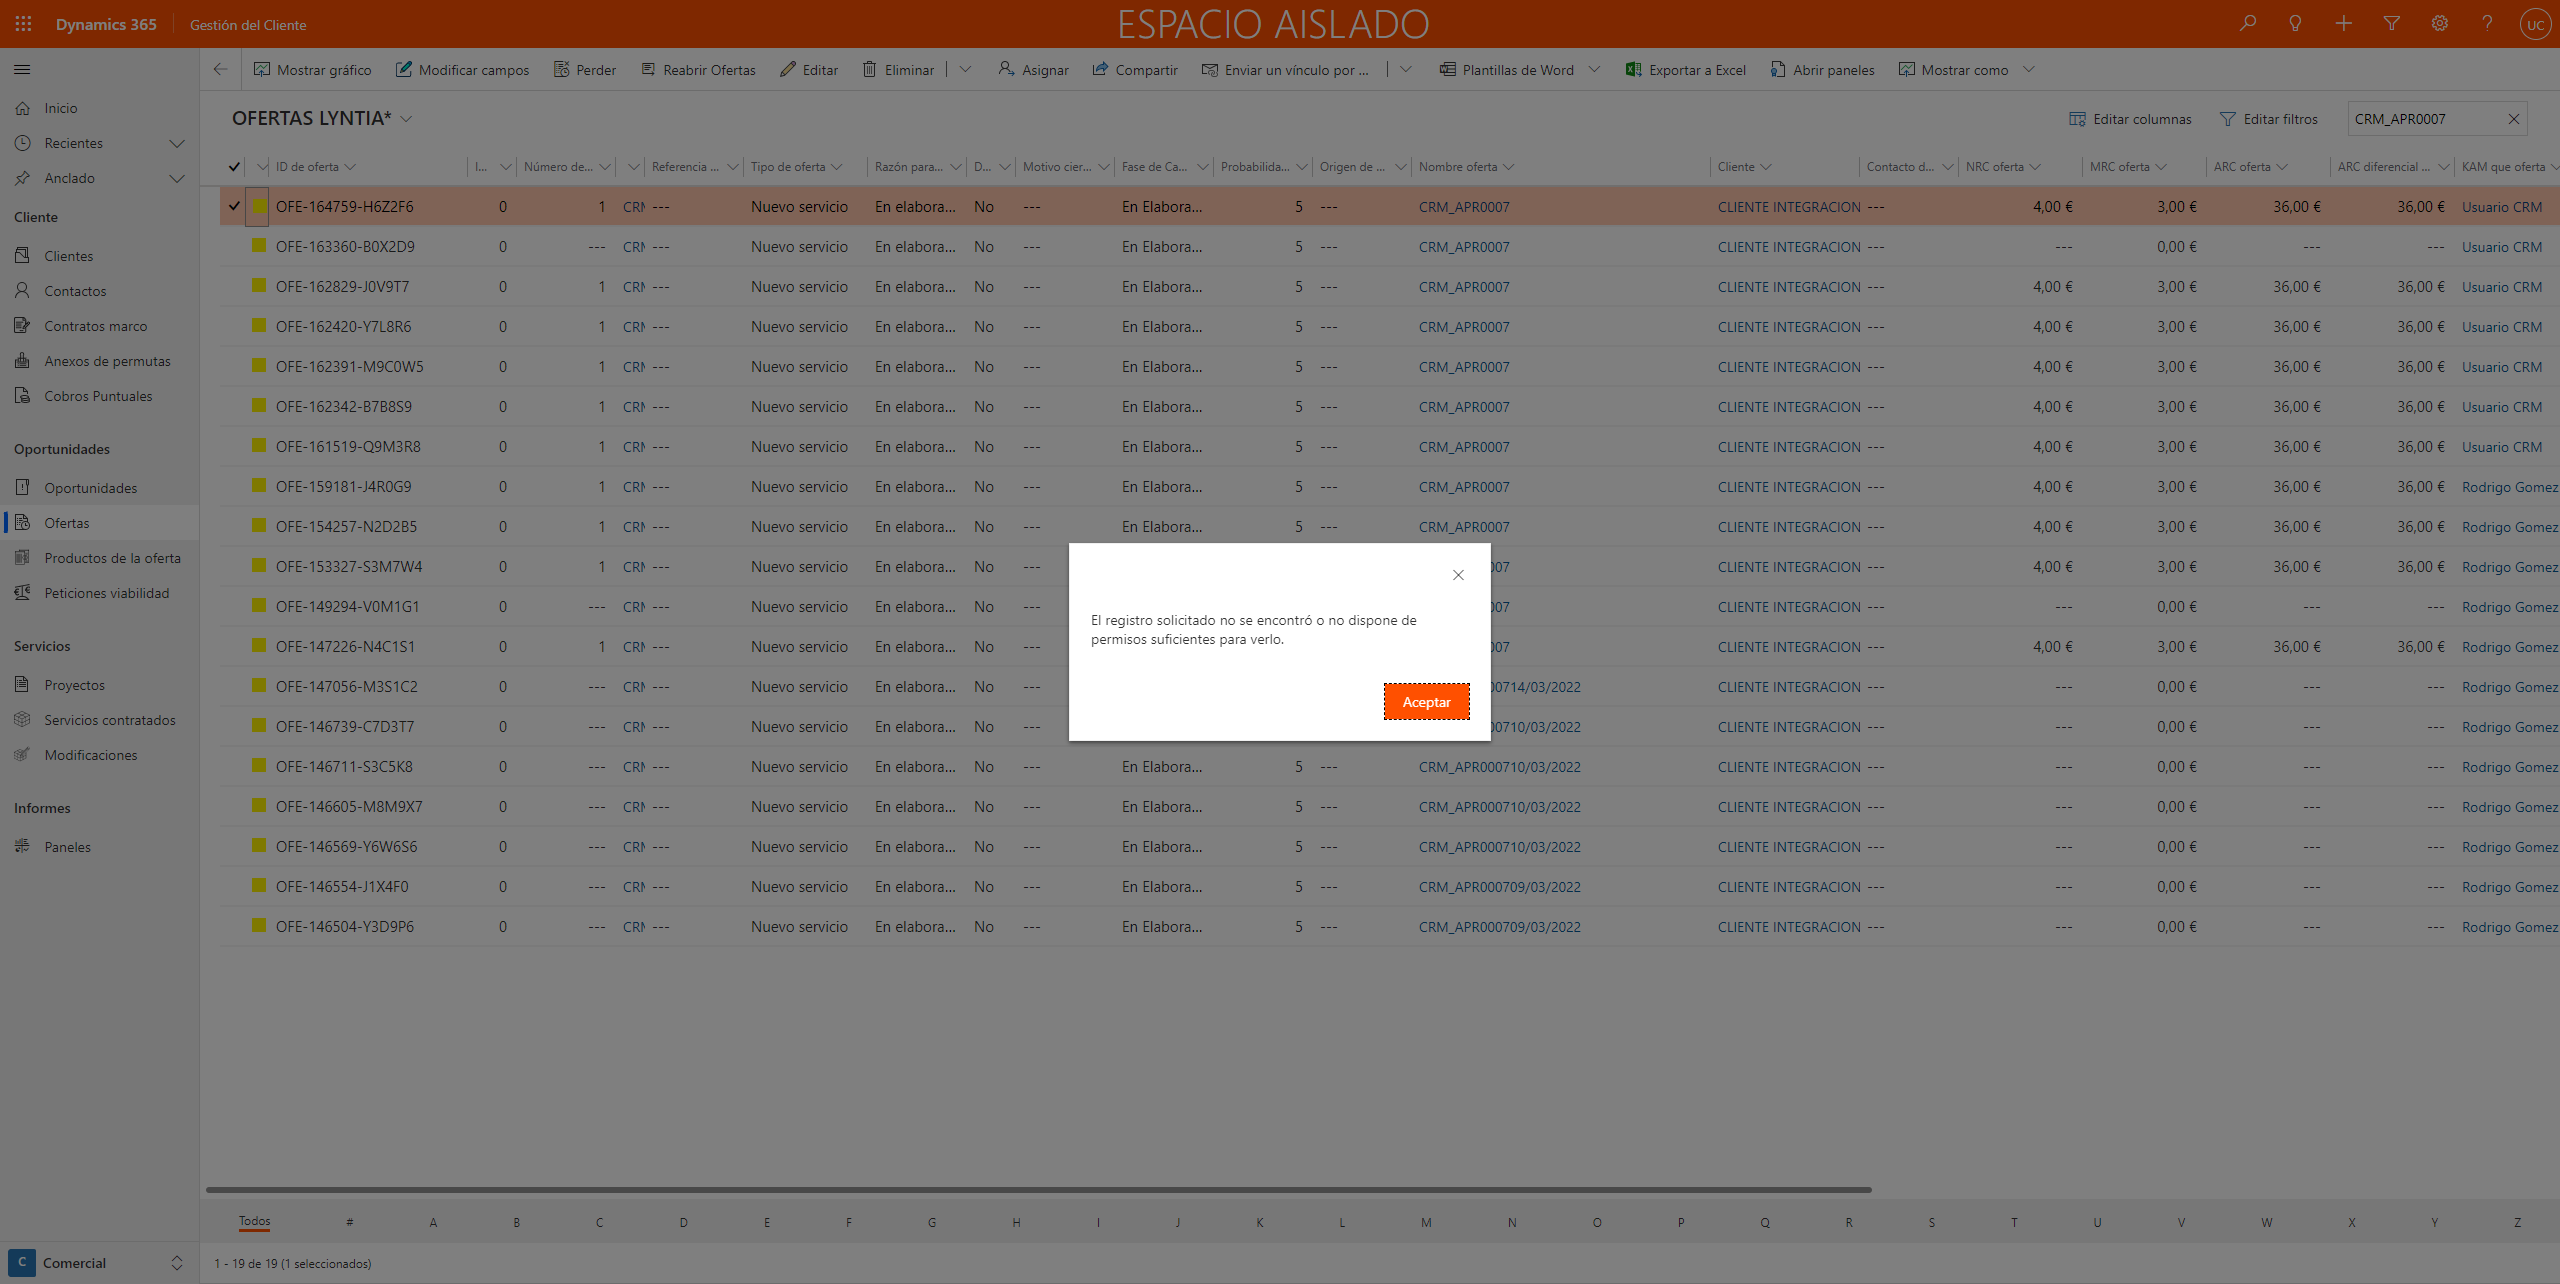 Dynamics 365 Gestión del Cliente ESPACIO AISLADO UC
Mostrar gráfico Modificar campos Perder Reabrir Ofertas Editar Eliminar Asignar Compartir Enviar un vínculo por ... Plantillas de Word Exportar a Excel Abrir paneles Mostrar como
Inicio
Recientes
Anclado
Cliente
Clientes
Contactos
Contratos marco
Anexos de permutas
Cobros Puntuales
Oportunidades
Oportunidades
Ofertas
Productos de la oferta
Peticiones viabilidad
Servicios
Proyectos
Servicios contratados
Modificaciones
Informes
Paneles
C Comercial
OFERTAS LYNTIA* Editar columnas Editar filtros CRM_APR0007
ID de oferta I... Número de... Referencia ... Tipo de oferta Razón para... D... Motivo cier... Fase de Ca... Probabilida... Origen de ... Nombre oferta Cliente Contacto d... NRC oferta MRC oferta ARC oferta ARC diferencial ... KAM que oferta
OFE-164759-H6Z2F6 0 1 CRM --- Nuevo servicio En elabora... No --- En Elabora... 5 --- CRM_APR0007 CLIENTE INTEGRACION --- 4,00 € 3,00 € 36,00 € 36,00 € Usuario CRM
OFE-163360-B0X2D9 0 --- CRM --- Nuevo servicio En elabora... No --- En Elabora... 5 --- CRM_APR0007 CLIENTE INTEGRACION --- --- 0,00 € --- --- Usuario CRM
OFE-162829-J0V9T7 0 1 CRM --- Nuevo servicio En elabora... No --- En Elabora... 5 --- CRM_APR0007 CLIENTE INTEGRACION --- 4,00 € 3,00 € 36,00 € 36,00 € Usuario CRM
OFE-162420-Y7L8R6 0 1 CRM --- Nuevo servicio En elabora... No --- En Elabora... 5 --- CRM_APR0007 CLIENTE INTEGRACION --- 4,00 € 3,00 € 36,00 € 36,00 € Usuario CRM
OFE-162391-M9C0W5 0 1 CRM --- Nuevo servicio En elabora... No --- En Elabora... 5 --- CRM_APR0007 CLIENTE INTEGRACION --- 4,00 € 3,00 € 36,00 € 36,00 € Usuario CRM
OFE-162342-B7B8S9 0 1 CRM --- Nuevo servicio En elabora... No --- En Elabora... 5 --- CRM_APR0007 CLIENTE INTEGRACION --- 4,00 € 3,00 € 36,00 € 36,00 € Usuario CRM
OFE-161519-Q9M3R8 0 1 CRM --- Nuevo servicio En elabora... No --- En Elabora... 5 --- CRM_APR0007 CLIENTE INTEGRACION --- 4,00 € 3,00 € 36,00 € 36,00 € Usuario CRM
OFE-159181-J4R0G9 0 1 CRM --- Nuevo servicio En elabora... No --- En Elabora... 5 --- CRM_APR0007 CLIENTE INTEGRACION --- 4,00 € 3,00 € 36,00 € 36,00 € Rodrigo Gomez
OFE-154257-N2D2B5 0 1 CRM --- Nuevo servicio En elabora... No --- En Elabora... 5 --- CRM_APR0007 CLIENTE INTEGRACION --- 4,00 € 3,00 € 36,00 € 36,00 € Rodrigo Gomez
OFE-153327-S3M7W4 0 1 CRM --- Nuevo servicio En elabora... No --- 007 CLIENTE INTEGRACION --- 4,00 € 3,00 € 36,00 € 36,00 € Rodrigo Gomez
OFE-149294-V0M1G1 0 --- CRM --- Nuevo servicio En elabora... No --- 007 CLIENTE INTEGRACION --- --- 0,00 € --- --- Rodrigo Gomez
OFE-147226-N4C1S1 0 1 CRM --- Nuevo servicio En elabora... No --- 007 CLIENTE INTEGRACION --- 4,00 € 3,00 € 36,00 € 36,00 € Rodrigo Gomez
OFE-147056-M3S1C2 0 --- CRM --- Nuevo servicio En elabora... No --- 00714/03/2022 CLIENTE INTEGRACION --- --- 0,00 € --- --- Rodrigo Gomez
OFE-146739-C7D3T7 0 --- CRM --- Nuevo servicio En elabora... No --- 00710/03/2022 CLIENTE INTEGRACION --- --- 0,00 € --- --- Rodrigo Gomez
OFE-146711-S3C5K8 0 --- CRM --- Nuevo servicio En elabora... No --- En Elabora... 5 --- CRM_APR000710/03/2022 CLIENTE INTEGRACION --- --- 0,00 € --- --- Rodrigo Gomez
OFE-146605-M8M9X7 0 --- CRM --- Nuevo servicio En elabora... No --- En Elabora... 5 --- CRM_APR000710/03/2022 CLIENTE INTEGRACION --- --- 0,00 € --- --- Rodrigo Gomez
OFE-146569-Y6W6S6 0 --- CRM --- Nuevo servicio En elabora... No --- En Elabora... 5 --- CRM_APR000710/03/2022 CLIENTE INTEGRACION --- --- 0,00 € --- --- Rodrigo Gomez
OFE-146554-J1X4F0 0 --- CRM --- Nuevo servicio En elabora... No --- En Elabora... 5 --- CRM_APR000709/03/2022 CLIENTE INTEGRACION --- --- 0,00 € --- --- Rodrigo Gomez
OFE-146504-Y3D9P6 0 --- CRM --- Nuevo servicio En elabora... No --- En Elabora... 5 --- CRM_APR000709/03/2022 CLIENTE INTEGRACION --- --- 0,00 € --- --- Rodrigo Gomez
El registro solicitado no se encontró o no dispone de
permisos suficientes para verlo.
Aceptar
Todos # A B C D E F G H I J K L M N O P Q R S T U V W X Y Z
1 - 19 de 19 (1 seleccionados)